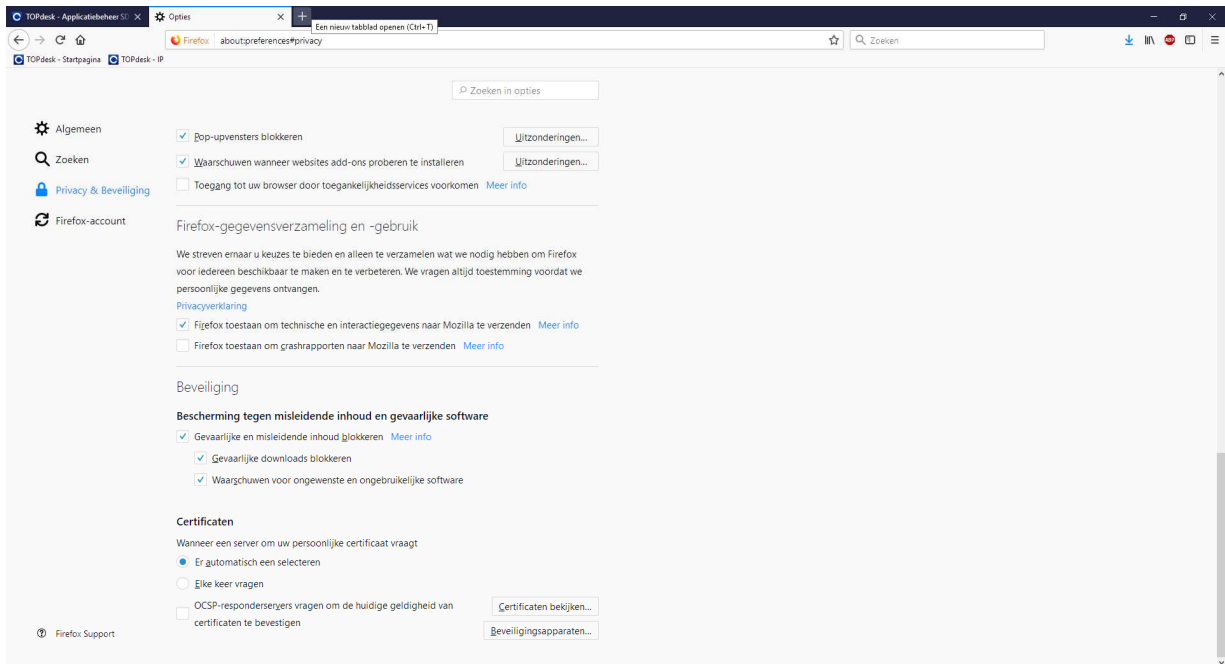 TOPdesk - Applicatiebeheer SD
Opties
Een nieuw tabblad openen (Ctrl+T)
Firefox about:preferences#privacy
Zoeken
ABP
TOPdesk - Startpagina TOPdesk - IP
Zoeken in opties
Algemeen
Zoeken
Privacy & Beveiliging
Firefox-account
Pop-upvensters blokkeren Uitzonderingen...
Waarschuwen wanneer websites add-ons proberen te installeren Uitzonderingen...
Toegang tot uw browser door toegankelijkheidsservices voorkomen Meer info
Firefox-gegevensverzameling en -gebruik
We streven ernaar u keuzes te bieden en alleen te verzamelen wat we nodig hebben om Firefox
voor iedereen beschikbaar te maken en te verbeteren. We vragen altijd toestemming voordat we
persoonlijke gegevens ontvangen.
Privacyverklaring
Firefox toestaan om technische en interactiegegevens naar Mozilla te verzenden Meer info
Firefox toestaan om crashrapporten naar Mozilla te verzenden Meer info
Beveiliging
Bescherming tegen misleidende inhoud en gevaarlijke software
Gevaarlijke en misleidende inhoud blokkeren Meer info
Gevaarlijke downloads blokkeren
Waarschuwen voor ongewenste en ongebruikelijke software
Certificaten
Wanneer een server om uw persoonlijke certificaat vraagt
Er automatisch een selecteren
Elke keer vragen
OCSP-responderservers vragen om de huidige geldigheid van
certificaten te bevestigen
Certificaten bekijken...
Beveiligingsapparaten...
Firefox Support